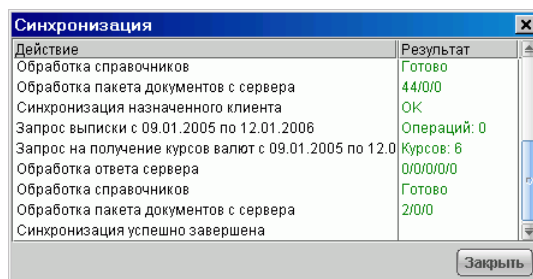 Синхронизация
Действие Результат
Обработка справочников Готово
Обработка пакета документов с сервера 44/0/0
Синхронизация назначенного клиента OK
Запрос выписки с 09.01.2005 по 12.01.2006 Операций: 0
Запрос на получение курсов валют с 09.01.2005 по 12.0 Курсов: 6
Обработка ответа сервера 0/0/0/0/0
Обработка справочников Готово
Обработка пакета документов с сервера 2/0/0
Синхронизация успешно завершена
Закрыть